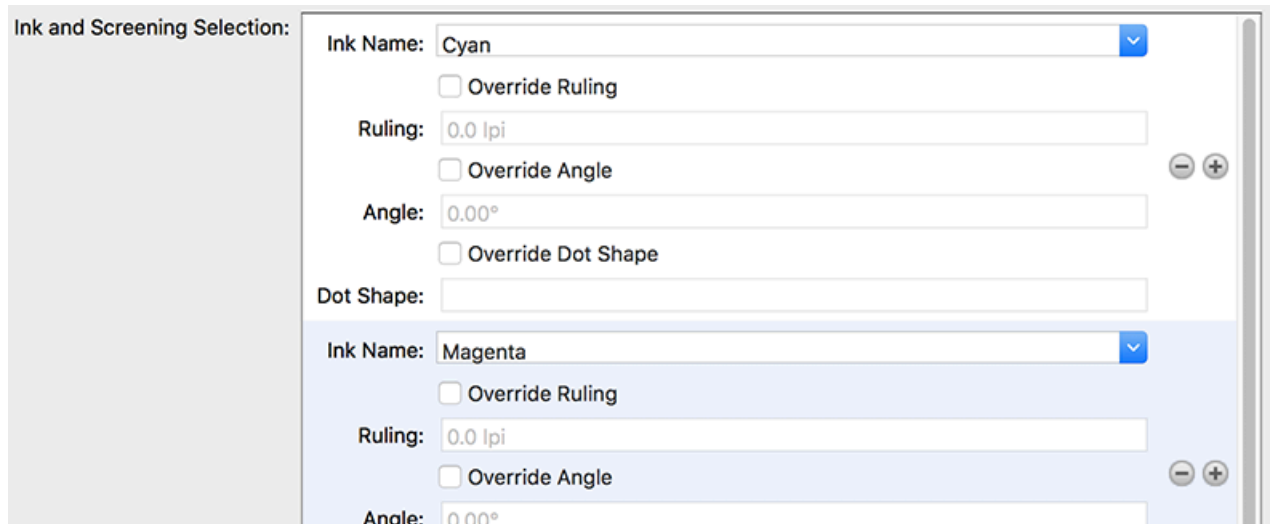 Ink and Screening Selection:
Ink Name: Cyan
Override Ruling
Ruling: 0.0 lpi
Override Angle
Angle: 0.00°
Override Dot Shape
Dot Shape:
Ink Name: Magenta
Override Ruling
Ruling: 0.0 lpi
Override Angle
Angle: 0.00°